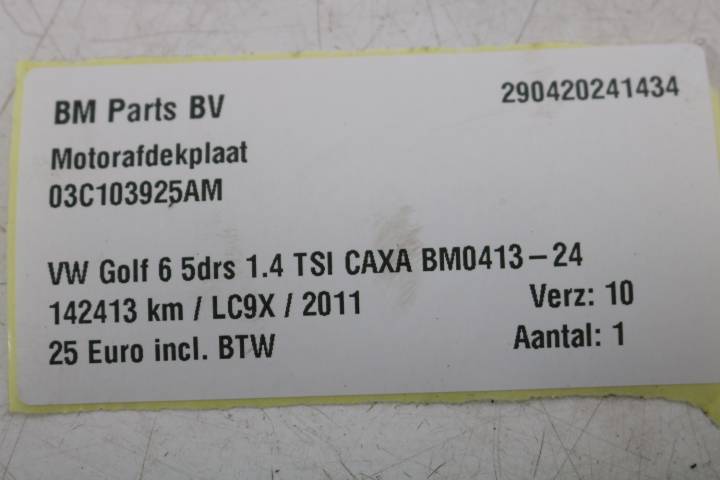 BM Parts BV 290420241434
Motorafdekplaat
03C103925AM
VW Golf 6 5drs 1.4 TSI CAXA BM0413-24
142413 km / LC9X / 2011 Verz: 10
25 Euro incl. BTW Aantal: 1